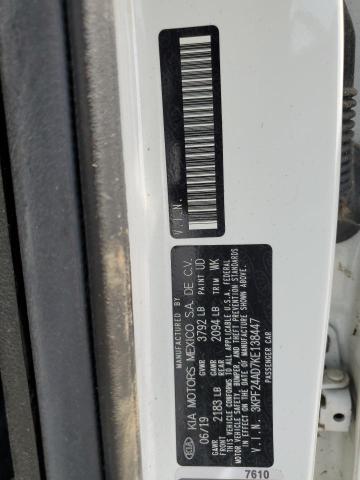 V.I.N.
KIA
MANUFACTURED BY
KIA MOTORS MEXICO S.A. DE C.V.
06/19 GVWR 3792 LB PAINT UD
GAWR FRONT 2183 LB GAWR REAR 2094 LB TRIM WK
THIS VEHICLE CONFORMS TO ALL APPLICABLE U.S.A. FEDERAL
MOTOR VEHICLE SAFETY, BUMPER, AND THEFT PREVENTION STANDARDS
IN EFFECT ON THE DATE OF MANUFACTURE SHOWN ABOVE.
V.I.N. 3KPF24AD7KE138447
PASSENGER CAR
7610